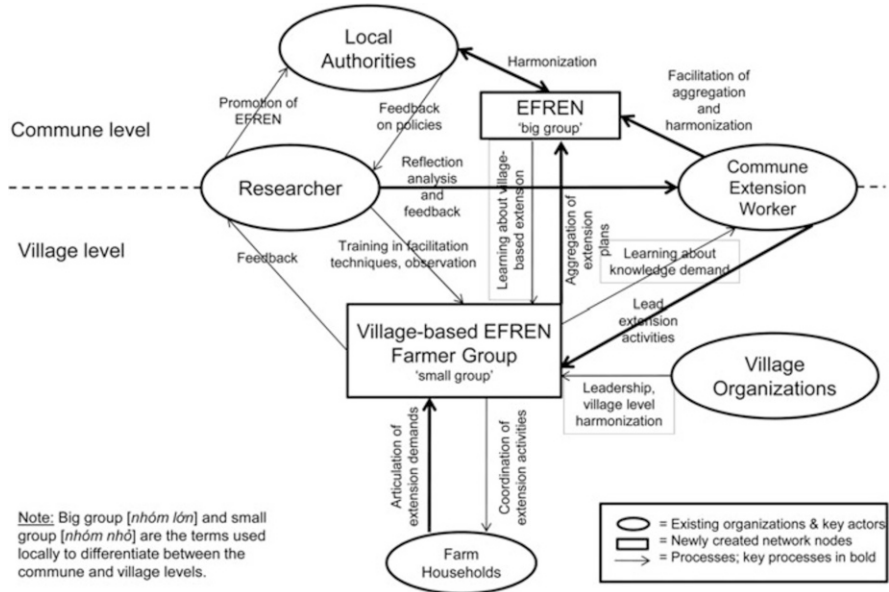 Local
Authorities
Harmonization
Facilitation of
aggregation
and
harmonization
Promotion of
EFREN
Feedback
on policies
EFREN
'big group'
Commune level
Researcher
Reflection
analysis
and
feedback
Commune
Extension
Worker
Village level
Feedback
Training in facilitation
techniques, observation
Learning about village-
based extension
Aggregation of
extension
plans
Learning about
knowledge demand
Lead
extension
activities
Village-based EFREN
Farmer Group
'small group'
Village
Organizations
Leadership,
village level
harmonization
Articulation of
extension demands
Coordination of
extension activities
Farm
Households
Note: Big group [nhóm lớn] and small
group [nhóm nhỏ] are the terms used
locally to differentiate between the
commune and village levels.
= Existing organizations & key actors
= Newly created network nodes
= Processes; key processes in bold